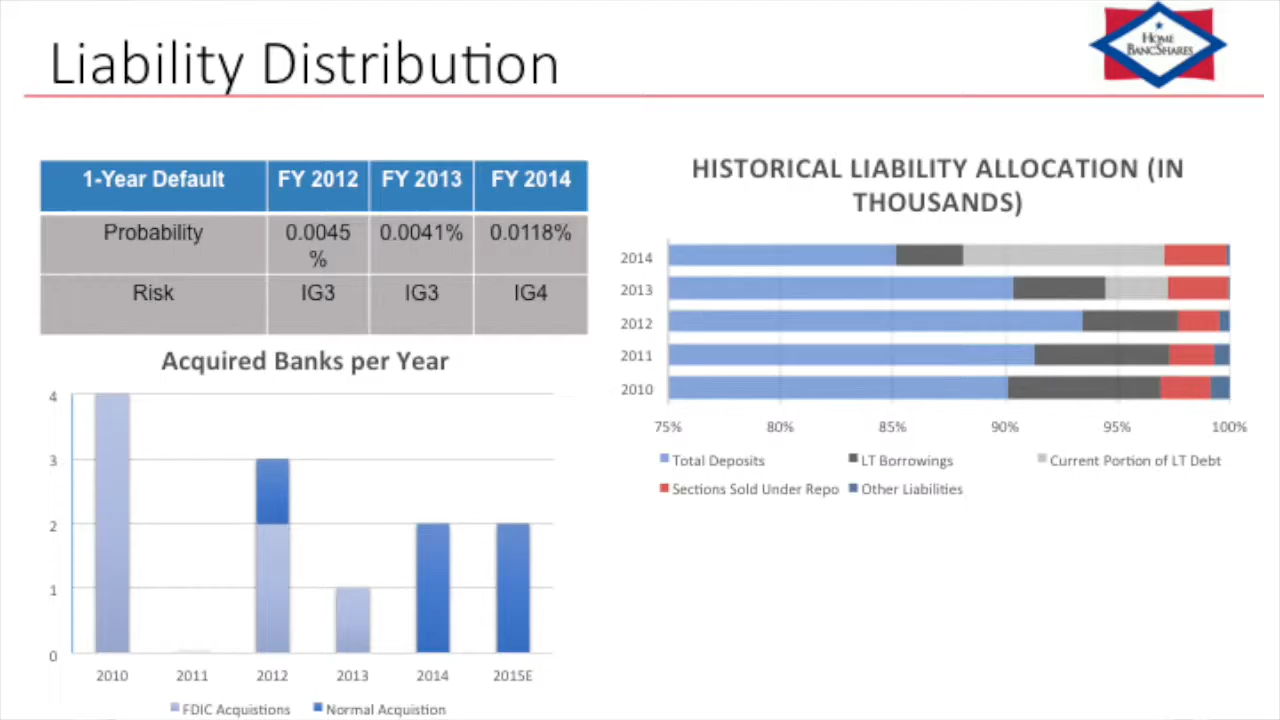 Liability Distribution
HOME
BANCSHARES
1-Year Default FY 2012 FY 2013 FY 2014
Probability 0.0045 % 0.0041% 0.0118%
Risk IG3 IG3 IG4
Acquired Banks per Year
4
3
2
1
0
2010 2011 2012 2013 2014 2015E
FDIC Acquistions Normal Acquistion
HISTORICAL LIABILITY ALLOCATION (IN
THOUSANDS)
2014
2013
2012
2011
2010
75% 80% 85% 90% 95% 100%
Total Deposits LT Borrowings Current Portion of LT Debt
Sections Sold Under Repo Other Liabilities